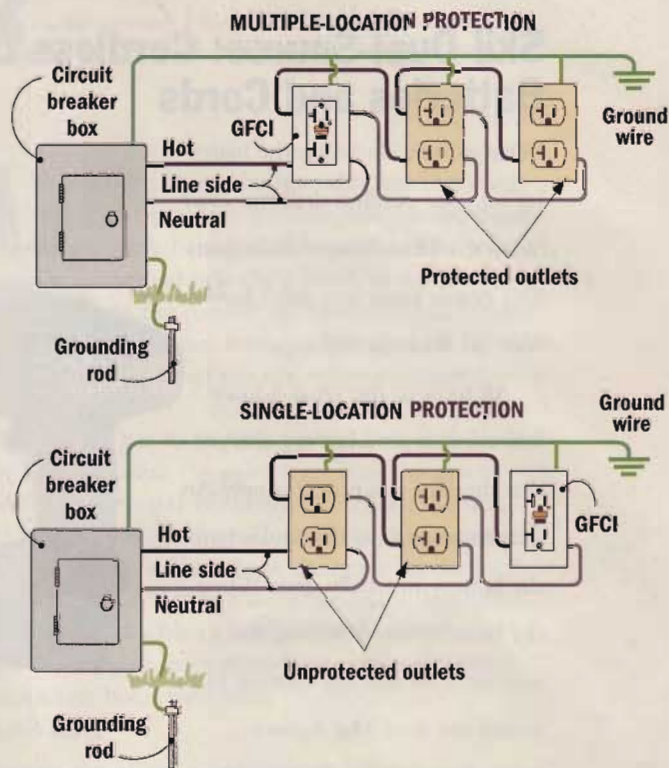 MULTIPLE-LOCATION PROTECTION
Circuit
breaker
box
GFCI
Ground
wire
Hot
Line side
Neutral
Protected outlets
Grounding
rod
SINGLE-LOCATION PROTECTION
Ground
wire
Circuit
breaker
box
GFCI
Hot
Line side
Neutral
Unprotected outlets
Grounding
rod